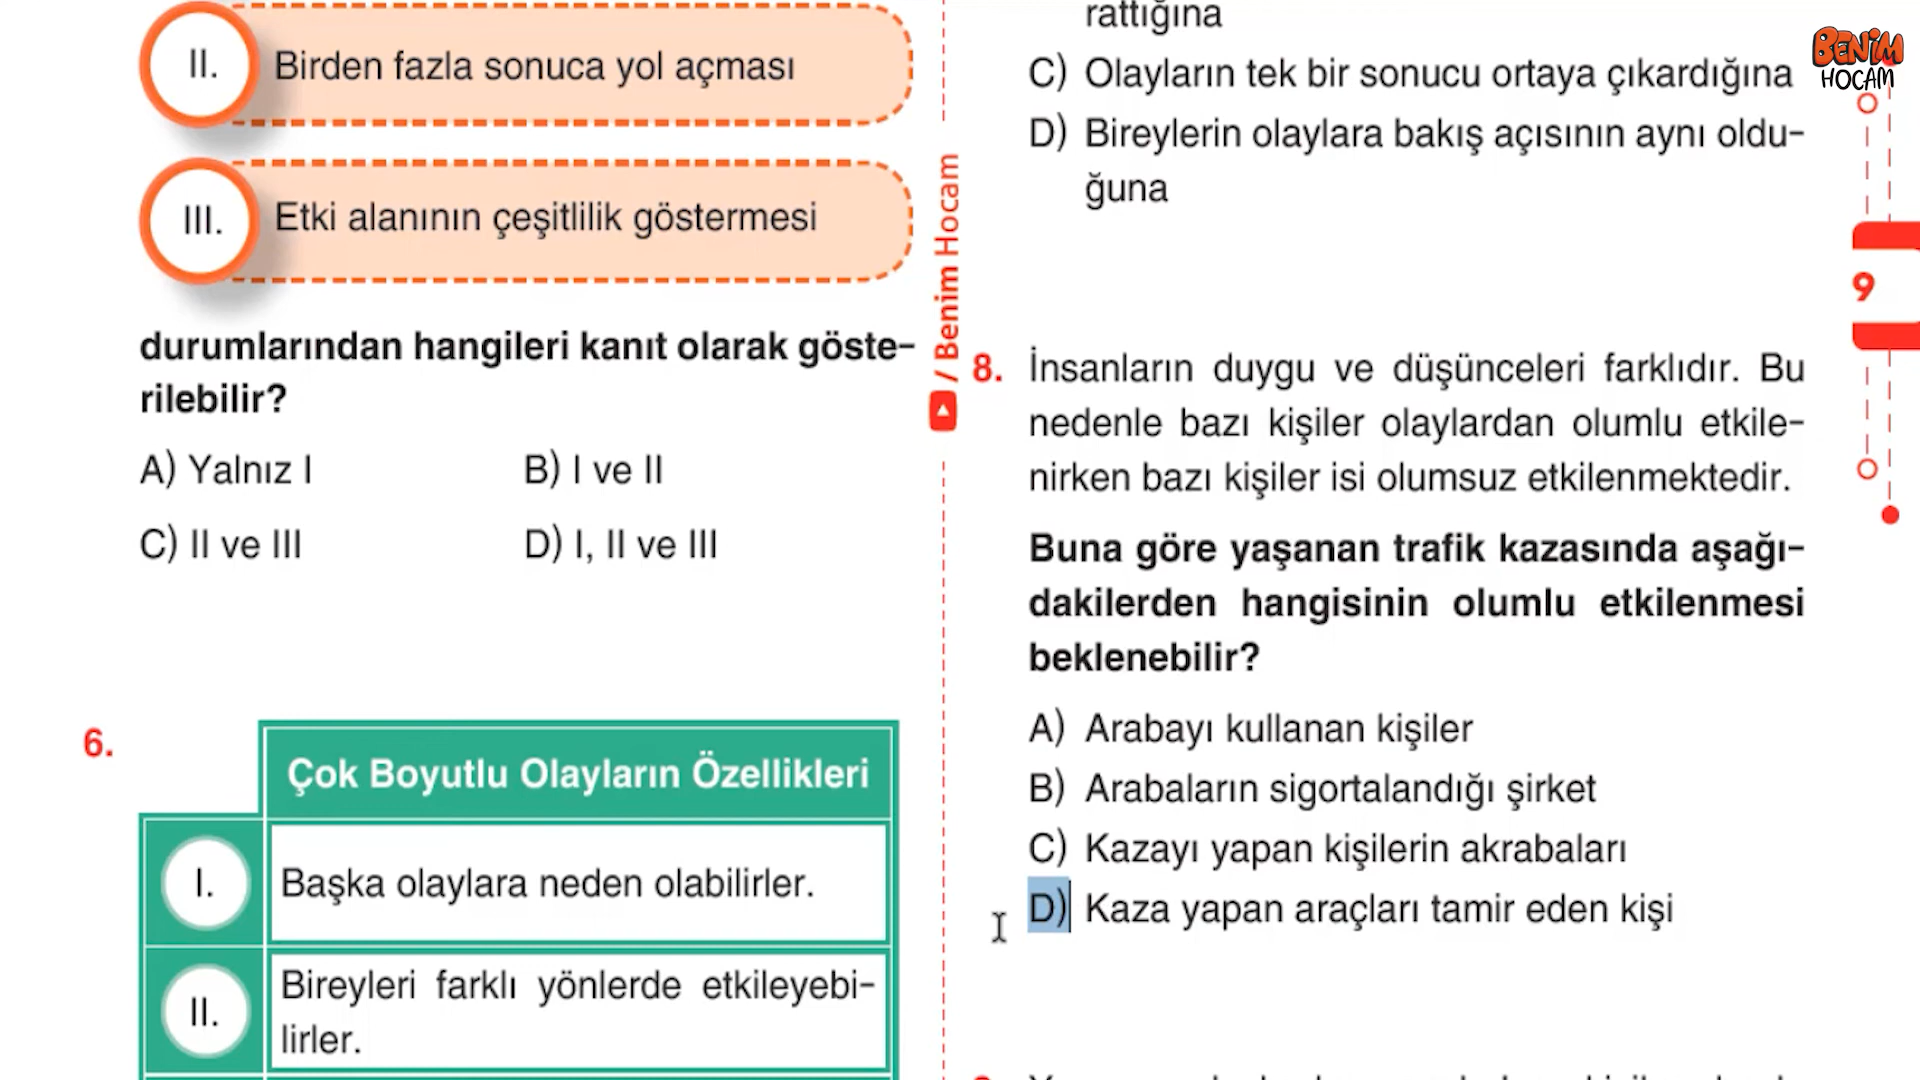 II. Birden fazla sonuca yol açması
III. Etki alanının çeşitlilik göstermesi
durumlarından hangileri kanıt olarak göste-
rilebilir?
A) Yalnız I B) I ve II
C) II ve III D) I, II ve III
6.
Çok Boyutlu Olayların Özellikleri
I. Başka olaylara neden olabilirler.
II. Bireyleri farklı yönlerde etkileyebi-
lirler.
/ Benim Hocam
rattığına
C) Olayların tek bir sonucu ortaya çıkardığına
D) Bireylerin olaylara bakış açısının aynı oldu-
ğuna
8. İnsanların duygu ve düşünceleri farklıdır. Bu
nedenle bazı kişiler olaylardan olumlu etkile-
nirken bazı kişiler isi olumsuz etkilenmektedir.
Buna göre yaşanan trafik kazasında aşağı-
dakilerden hangisinin olumlu etkilenmesi
beklenebilir?
A) Arabayı kullanan kişiler
B) Arabaların sigortalandığı şirket
C) Kazayı yapan kişilerin akrabaları
D) Kaza yapan araçları tamir eden kişi
BENİM
HOCAM
9